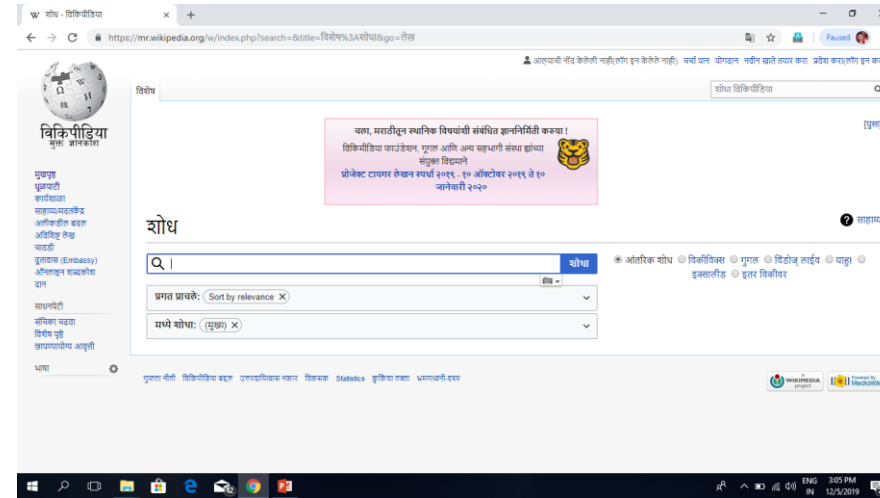 शोध - विकिपीडिया
https://mr.wikipedia.org/w/index.php?search=&title=विशेष%3Aशोधा&go=लेख
Paused
आल्याची नोंद केलेली नाही(लॉग इन केलेले नाही) चर्चा पान योगदान नवीन खाते तयार करा प्रवेश करा(लॉग इन क
विशेष
शोधा विकिपीडिया
विकिपीडिया
मुक्त ज्ञानकोश
चला, मराठीतून स्थानिक विषयांशी संबंधित ज्ञाननिर्मिती करूया !
विकिमीडिया फाउंडेशन, गूगल आणि अन्य सहभागी संस्था ह्यांच्या
संयुक्त विद्यमाने
प्रोजेक्ट टायगर लेखन स्पर्धा २०१९ - १० ऑक्टोबर २०१९ ते १०
जानेवारी २०२०
मुखपृष्ठ
धूळपाटी
कार्यशाळा
साहाय्य/मदतकेंद्र
अलीकडील बदल
अविशिष्ट लेख
चावडी
दूतावास (Embassy)
ऑनलाइन शब्दकोश
दान
साधनपेटी
संचिका चढवा
विशेष पृष्ठे
छापण्यायोग्य आवृत्ती
भाषा
शोध
साहाय्य
शोधा
आंतरिक शोध विकीविक्स गुगल विंडोज् लाईव याहू!
इक्सालीड इतर विकीवर
प्रगत प्राचले: Sort by relevance
मध्ये शोधा: (मुख्य)
गुप्तता नीती विकिपीडिया बद्दल उत्तरदायित्वास नकार विकसक Statistics कुकिचा तक्ता भ्रमणध्वनी-दृश्य
WIKIMEDIA
project
Powered By
MediaWiki
ENG
IN
3:05 PM
12/5/2019